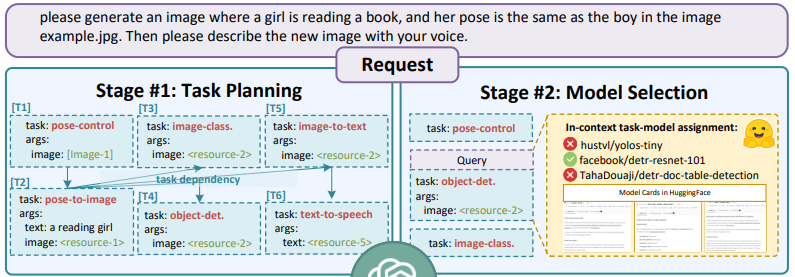 please generate an image where a girl is reading a book, and her pose is the same as the boy in the image
example.jpg. Then please describe the new image with your voice.
Request
Stage #1: Task Planning
[T1]
task: pose-control
args:
image: [Image-1]
[T3]
task: image-class.
args:
image: <resource-2>
[T5]
task: image-to-text
args:
image: <resource-2>
task dependency
[T2]
task: pose-to-image
args:
text: a reading girl
image: <resource-1>
[T4]
task: object-det.
args:
image: <resource-2>
[T6]
task: text-to-speech
args:
text: <resource-5>
Stage #2: Model Selection
task: pose-control
Query
task: object-det.
args:
image: <resource-2>
task: image-class.
In-context task-model assignment:
hustvl/yolos-tiny
facebook/detr-resnet-101
TahaDouaji/detr-doc-table-detection
Model Cards in HuggingFace